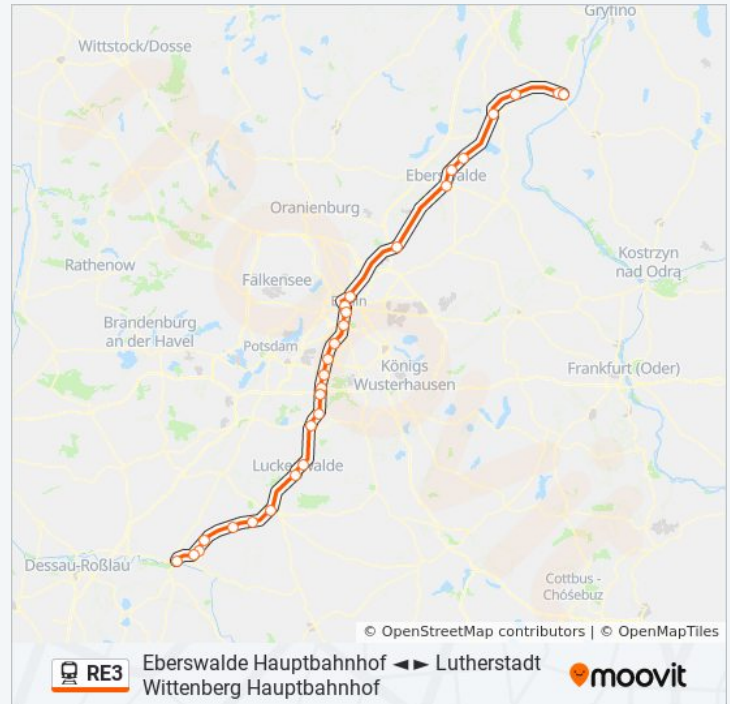 Gryfino
Wittstock/Dosse
Eberswalde
Oranienburg
Kostrzyn
nad Odrą
Rathenow
Falkensee
Berlin
Brandenburg
an der Havel
Potsdam
Königs
Wusterhausen
Frankfurt (Oder)
Luckenwalde
Dessau-Roßlau
Cottbus -
Chóśebuz
© OpenStreetMap contributors | © OpenMapTiles
RE3
Eberswalde Hauptbahnhof ◄► Lutherstadt
Wittenberg Hauptbahnhof
moovit